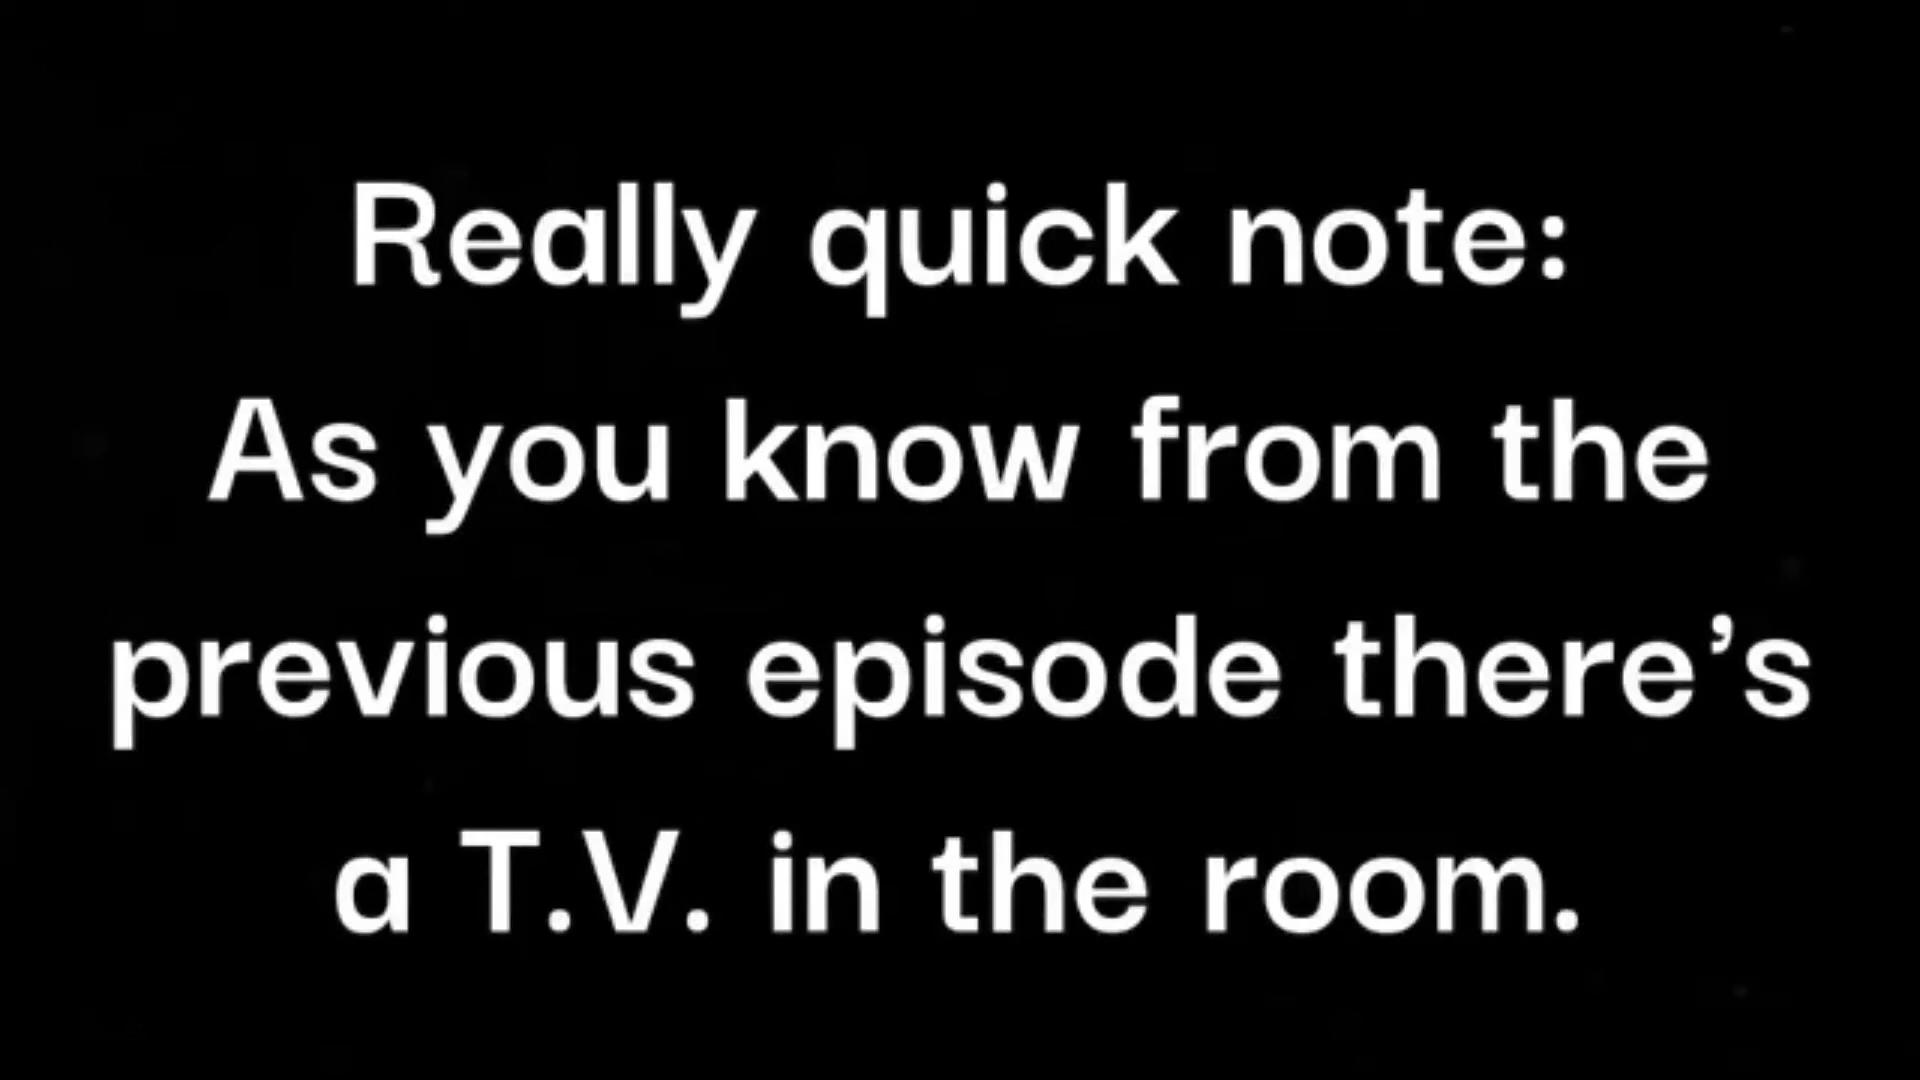 Really quick note:
As you know from the
previous episode there’s
a T.V. in the room.